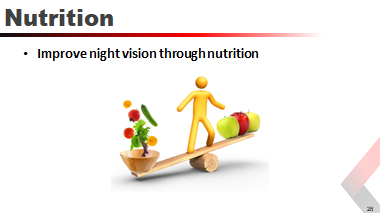 Nutrition
• Improve night vision through nutrition
28